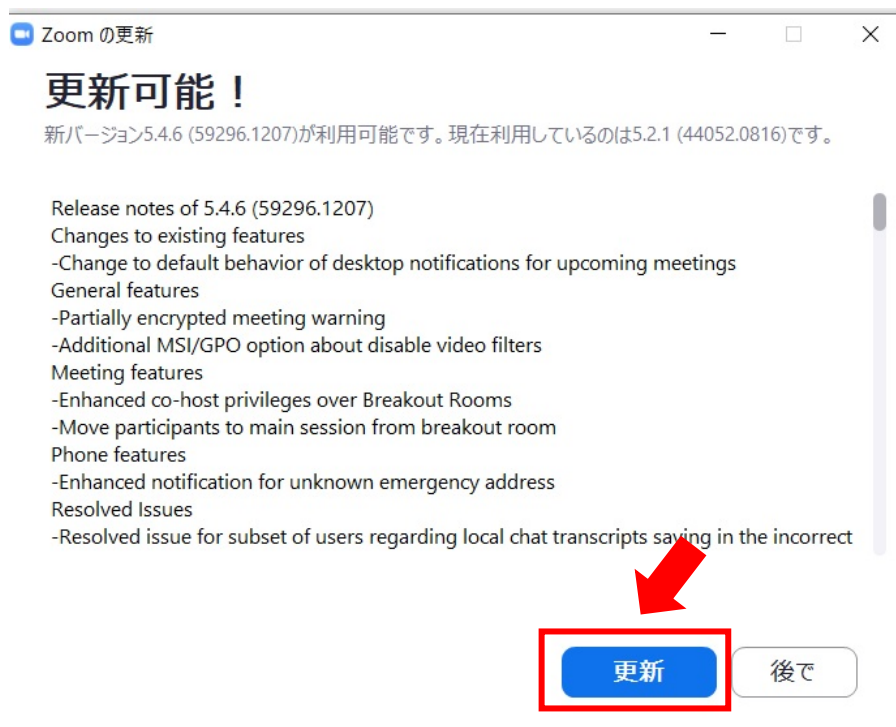 Zoom の更新
更新可能！
新バージョン5.4.6 (59296.1207)が利用可能です。現在利用しているのは5.2.1 (44052.0816)です。
Release notes of 5.4.6 (59296.1207)
Changes to existing features
-Change to default behavior of desktop notifications for upcoming meetings
General features
-Partially encrypted meeting warning
-Additional MSI/GPO option about disable video filters
Meeting features
-Enhanced co-host privileges over Breakout Rooms
-Move participants to main session from breakout room
Phone features
-Enhanced notification for unknown emergency address
Resolved Issues
-Resolved issue for subset of users regarding local chat transcripts saving in the incorrect
更新 後で